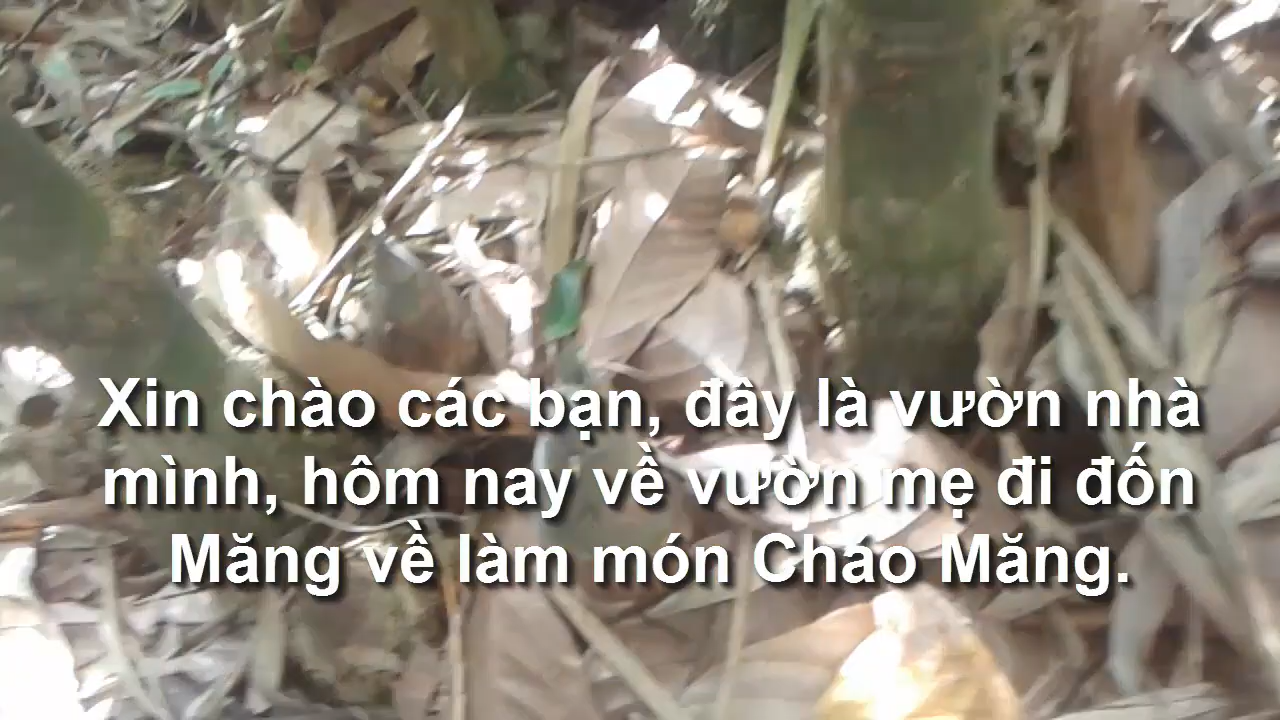 Xin chào các bạn, đây là vườn nhà
mình, hôm nay về vườn mẹ đi đốn
Măng về làm món Cháo Măng.